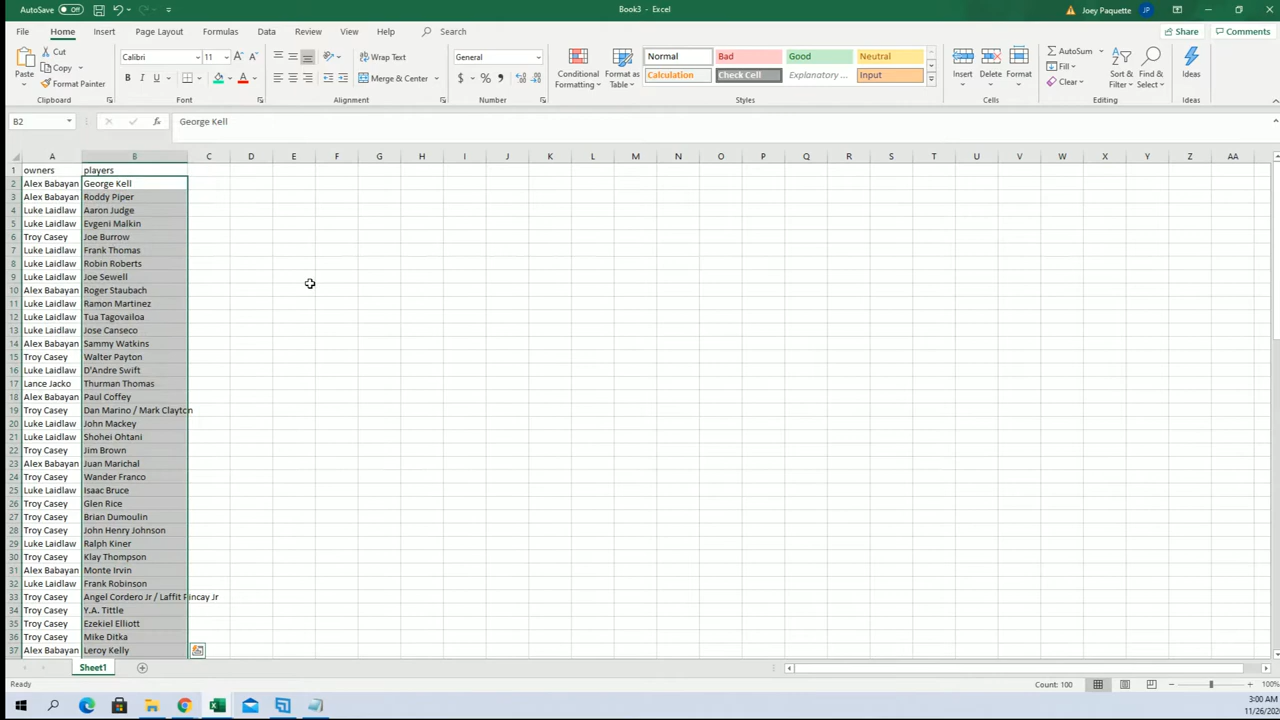 AutoSave Off Book3 - Excel Joey Paquette JP
File Home Insert Page Layout Formulas Data Review View Help Search Share Comments
Paste Cut Copy Format Painter Clipboard
Calibri 11 Font
Wrap Text Merge & Center Alignment
General Number
Conditional Formatting Format as Table
Normal Bad Good Neutral
Calculation Check Cell Explanatory ... Input
Styles
Insert Delete Format Cells
AutoSum Fill Clear Sort & Filter Find & Select Editing
Ideas Ideas
B2 George Kell
A B C D E F G H I J K L M N O P Q R S T U V W X Y Z AA
1 owners players
2 Alex Babayan George Kell
3 Alex Babayan Roddy Piper
4 Luke Laidlaw Aaron Judge
5 Luke Laidlaw Evgeni Malkin
6 Troy Casey Joe Burrow
7 Luke Laidlaw Frank Thomas
8 Luke Laidlaw Robin Roberts
9 Luke Laidlaw Joe Sewell
10 Alex Babayan Roger Staubach
11 Luke Laidlaw Ramon Martinez
12 Luke Laidlaw Tua Tagovailoa
13 Luke Laidlaw Jose Canseco
14 Alex Babayan Sammy Watkins
15 Troy Casey Walter Payton
16 Luke Laidlaw D'Andre Swift
17 Lance Jacko Thurman Thomas
18 Alex Babayan Paul Coffey
19 Troy Casey Dan Marino / Mark Clayton
20 Luke Laidlaw John Mackey
21 Luke Laidlaw Shohei Ohtani
22 Troy Casey Jim Brown
23 Alex Babayan Juan Marichal
24 Troy Casey Wander Franco
25 Luke Laidlaw Isaac Bruce
26 Troy Casey Glen Rice
27 Troy Casey Brian Dumoulin
28 Troy Casey John Henry Johnson
29 Luke Laidlaw Ralph Kiner
30 Troy Casey Klay Thompson
31 Alex Babayan Monte Irvin
32 Luke Laidlaw Frank Robinson
33 Troy Casey Angel Cordero Jr / Laffit Pincay Jr
34 Troy Casey Y.A. Tittle
35 Troy Casey Ezekiel Elliott
36 Troy Casey Mike Ditka
37 Alex Babayan Leroy Kelly
Sheet1
Ready Count: 100 100%
3:00 AM
11/26/20